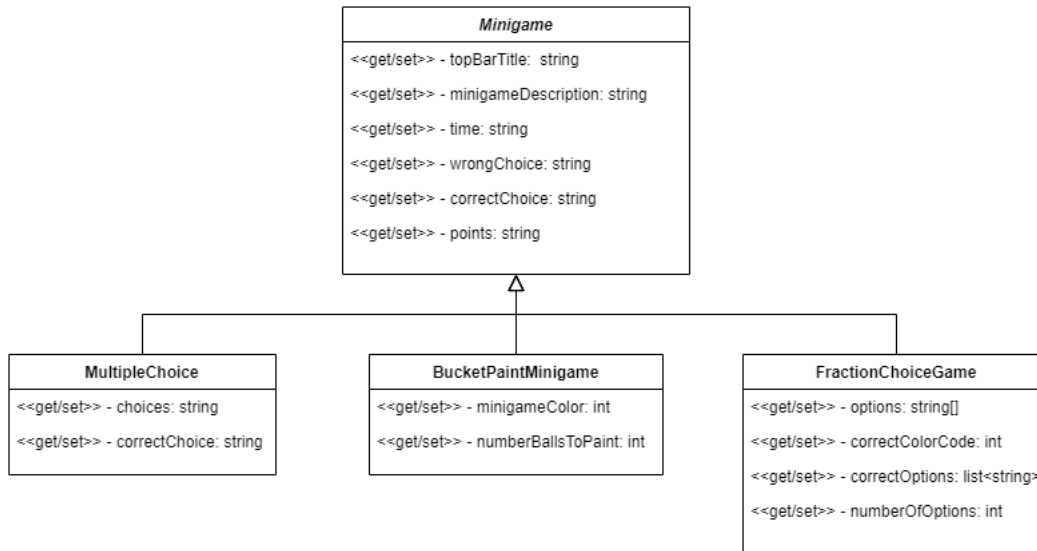 Minigame
<<get/set>> - topBarTitle: string
<<get/set>> - minigameDescription: string
<<get/set>> - time: string
<<get/set>> - wrongChoice: string
<<get/set>> - correctChoice: string
<<get/set>> - points: string
MultipleChoice
<<get/set>> - choices: string
<<get/set>> - correctChoice: string
BucketPaintMinigame
<<get/set>> - minigameColor: int
<<get/set>> - numberBallsToPaint: int
FractionChoiceGame
<<get/set>> - options: string[]
<<get/set>> - correctColorCode: int
<<get/set>> - correctOptions: list<string>
<<get/set>> - numberOfOptions: int